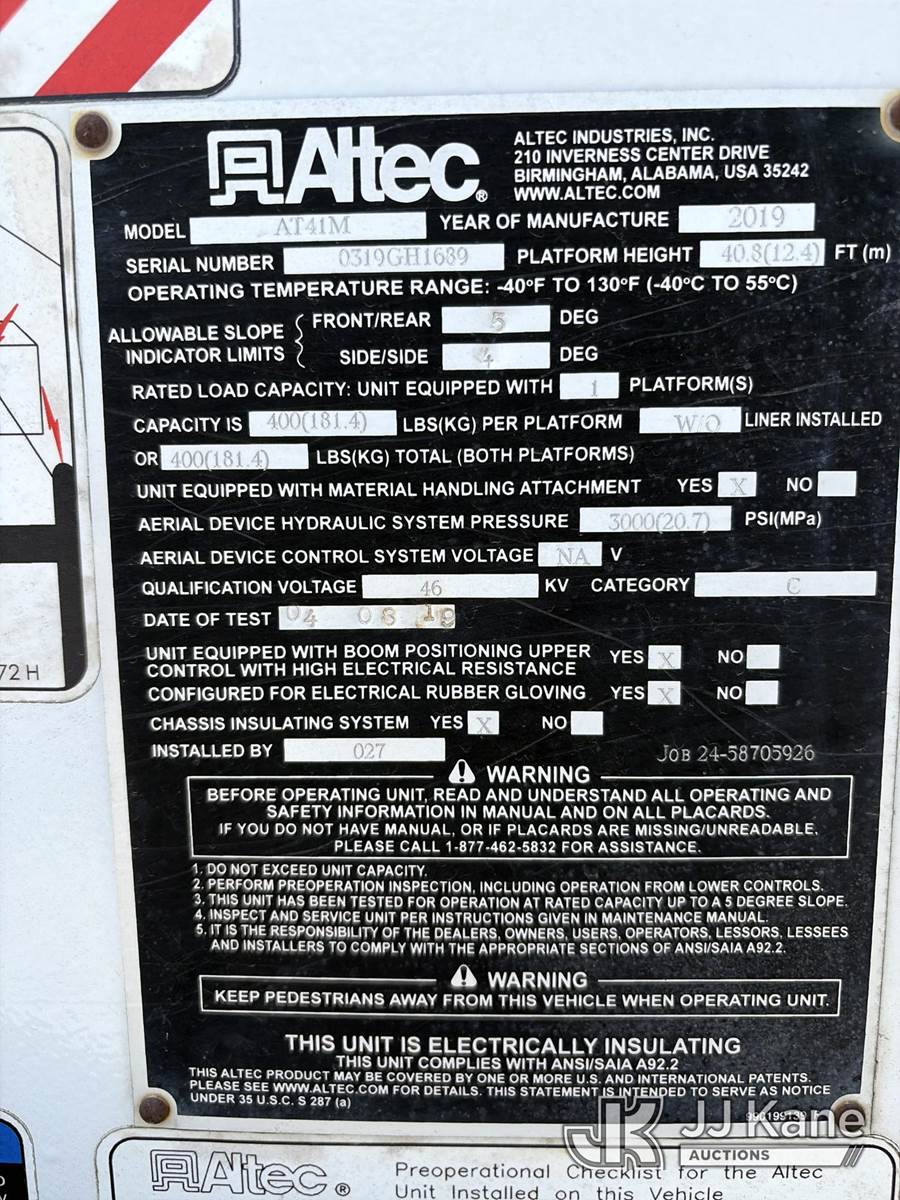 Altec®
ALTEC INDUSTRIES, INC.
210 INVERNESS CENTER DRIVE
BIRMINGHAM, ALABAMA, USA 35242
WWW.ALTEC.COM
MODEL AT41M YEAR OF MANUFACTURE 2019
SERIAL NUMBER 0319GH1689 PLATFORM HEIGHT 40.8(12.4) FT (m)
OPERATING TEMPERATURE RANGE: -40°F TO 130°F (-40°C TO 55°C)
ALLOWABLE SLOPE INDICATOR LIMITS
FRONT/REAR 5 DEG
SIDE/SIDE 4 DEG
RATED LOAD CAPACITY: UNIT EQUIPPED WITH 1 PLATFORM(S)
CAPACITY IS 400(181.4) LBS(KG) PER PLATFORM W/O LINER INSTALLED
OR 400(181.4) LBS(KG) TOTAL (BOTH PLATFORMS)
UNIT EQUIPPED WITH MATERIAL HANDLING ATTACHMENT YES X NO
AERIAL DEVICE HYDRAULIC SYSTEM PRESSURE 3000(20.7) PSI(MPa)
AERIAL DEVICE CONTROL SYSTEM VOLTAGE NA V
QUALIFICATION VOLTAGE 46 KV CATEGORY C
DATE OF TEST 04 08 19
UNIT EQUIPPED WITH BOOM POSITIONING UPPER
CONTROL WITH HIGH ELECTRICAL RESISTANCE YES X NO
CONFIGURED FOR ELECTRICAL RUBBER GLOVING YES X NO
CHASSIS INSULATING SYSTEM YES X NO
INSTALLED BY 027 JOB 24-58705926
WARNING
BEFORE OPERATING UNIT, READ AND UNDERSTAND ALL OPERATING AND
SAFETY INFORMATION IN MANUAL AND ON ALL PLACARDS.
IF YOU DO NOT HAVE MANUAL, OR IF PLACARDS ARE MISSING/UNREADABLE,
PLEASE CALL 1-877-462-5832 FOR ASSISTANCE.
1. DO NOT EXCEED UNIT CAPACITY.
2. PERFORM PREOPERATION INSPECTION, INCLUDING OPERATION FROM LOWER CONTROLS.
3. THIS UNIT HAS BEEN TESTED FOR OPERATION AT RATED CAPACITY UP TO A 5 DEGREE SLOPE.
4. INSPECT AND SERVICE UNIT PER INSTRUCTIONS GIVEN IN MAINTENANCE MANUAL.
5. IT IS THE RESPONSIBILITY OF THE DEALERS, OWNERS, USERS, OPERATORS, LESSORS, LESSEES
AND INSTALLERS TO COMPLY WITH THE APPROPRIATE SECTIONS OF ANSI/SAIA A92.2.
WARNING
KEEP PEDESTRIANS AWAY FROM THIS VEHICLE WHEN OPERATING UNIT.
THIS UNIT IS ELECTRICALLY INSULATING
THIS UNIT COMPLIES WITH ANSI/SAIA A92.2
THIS ALTEC PRODUCT MAY BE COVERED BY ONE OR MORE U.S. AND INTERNATIONAL PATENTS.
PLEASE SEE WWW.ALTEC.COM FOR DETAILS. THIS STATEMENT IS INTENDED TO SERVE AS NOTICE
UNDER 35 U.S.C. S 287 (a)
72 H
JJ Kane
AUCTIONS
Altec®
Preoperational Checklist for the Altec
Unit Installed on this Vehicle